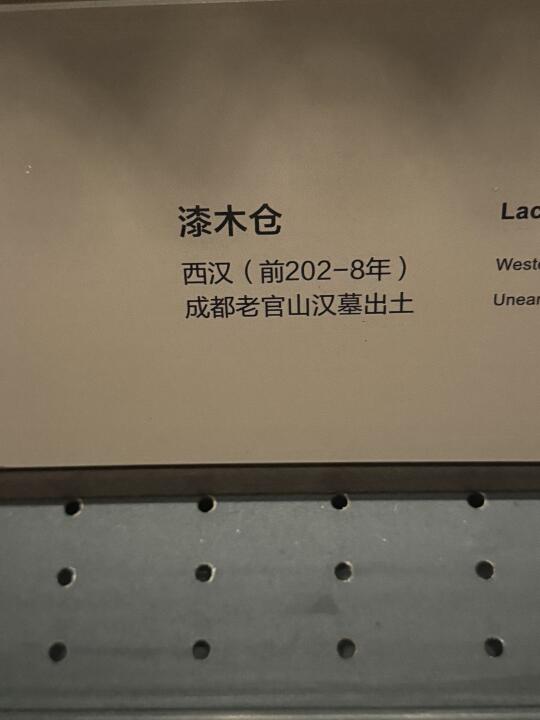 漆木仓
西汉（前202-8年）
成都老官山汉墓出土
Lac
Weste
Unear